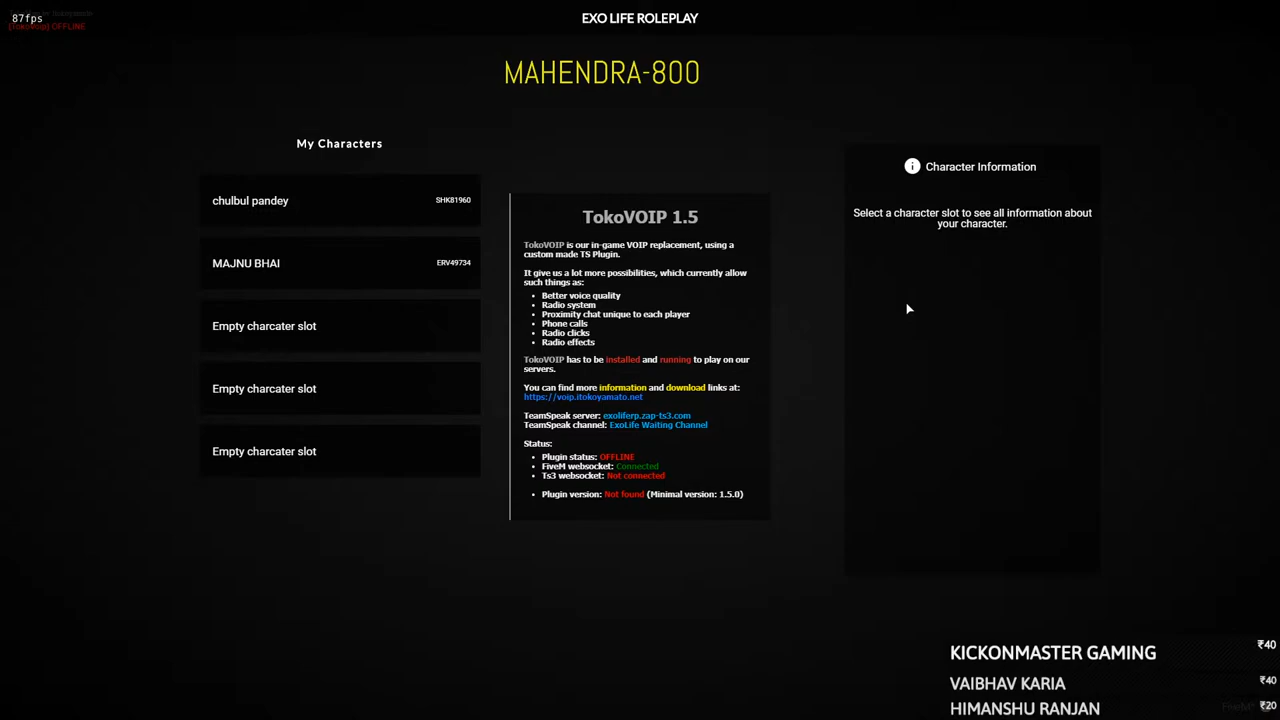 87fps
[TokoVoip] OFFLINE
EXO LIFE ROLEPLAY
MAHENDRA-800
My Characters
chulbul pandey
SHK81960
MAJNU BHAI
ERV49734
Empty charcater slot
Empty charcater slot
Empty charcater slot
TokoVOIP 1.5
TokoVOIP is our in-game VOIP replacement, using a
custom made TS Plugin.
It give us a lot more possibilities, which currently allow
such things as:
• Better voice quality
• Radio system
• Proximity chat unique to each player
• Phone calls
• Radio clicks
• Radio effects
TokoVOIP has to be installed and running to play on our
servers.
You can find more information and download links at:
https://voip.itokoyamato.net
TeamSpeak server: exoliferp.zap-ts3.com
TeamSpeak channel: ExoLife Waiting Channel
Status:
• Plugin status: OFFLINE
• FiveM websocket: Connected
• Ts3 websocket: Not connected
• Plugin version: Not found (Minimal version: 1.5.0)
Character Information
Select a character slot to see all information about
your character.
KICKONMASTER GAMING ₹40
VAIBHAV KARIA ₹40
HIMANSHU RANJAN ₹20
FiveM